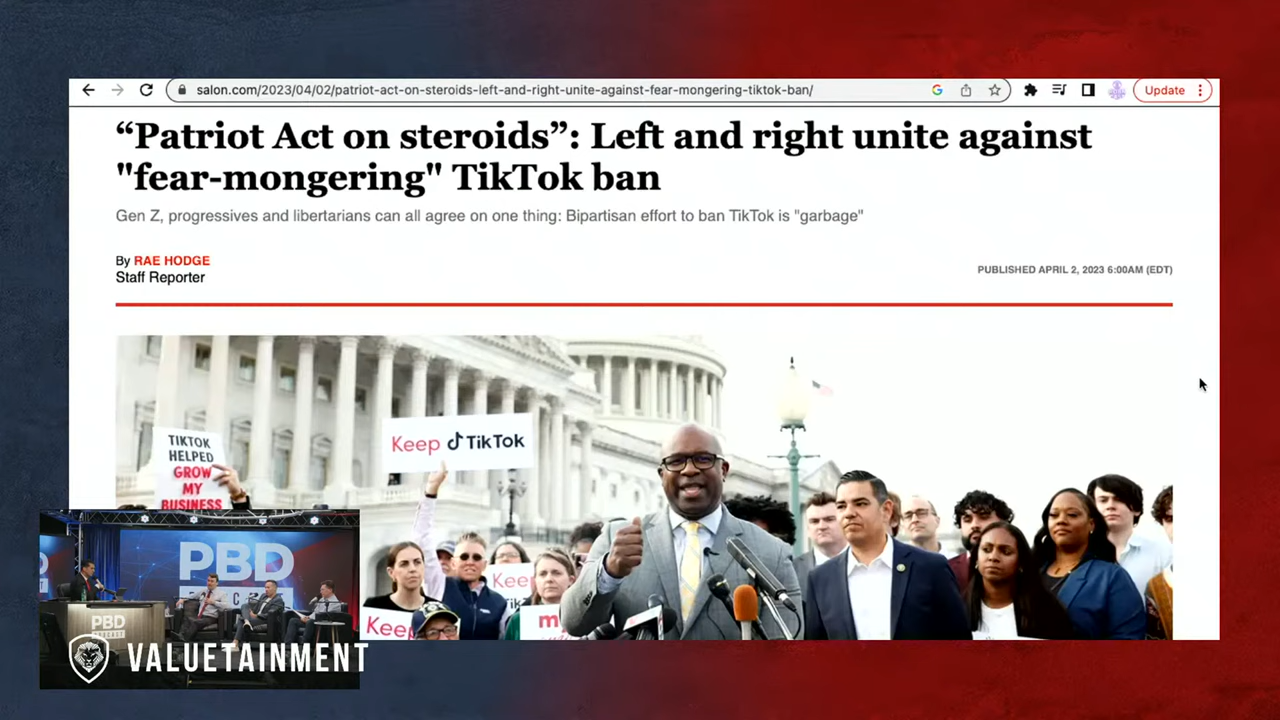 salon.com/2023/04/02/patriot-act-on-steroids-left-and-right-unite-against-fear-mongering-tiktok-ban/
Update
“Patriot Act on steroids”: Left and right unite against
"fear-mongering" TikTok ban
Gen Z, progressives and libertarians can all agree on one thing: Bipartisan effort to ban TikTok is "garbage"
By RAE HODGE
Staff Reporter
PUBLISHED APRIL 2, 2023 6:00AM (EDT)
TIKTOK
HELPED
GROW
MY
BUSINESS
Keep TikTok
Keep
Keep
PBD
PBD
VALUETAINMENT